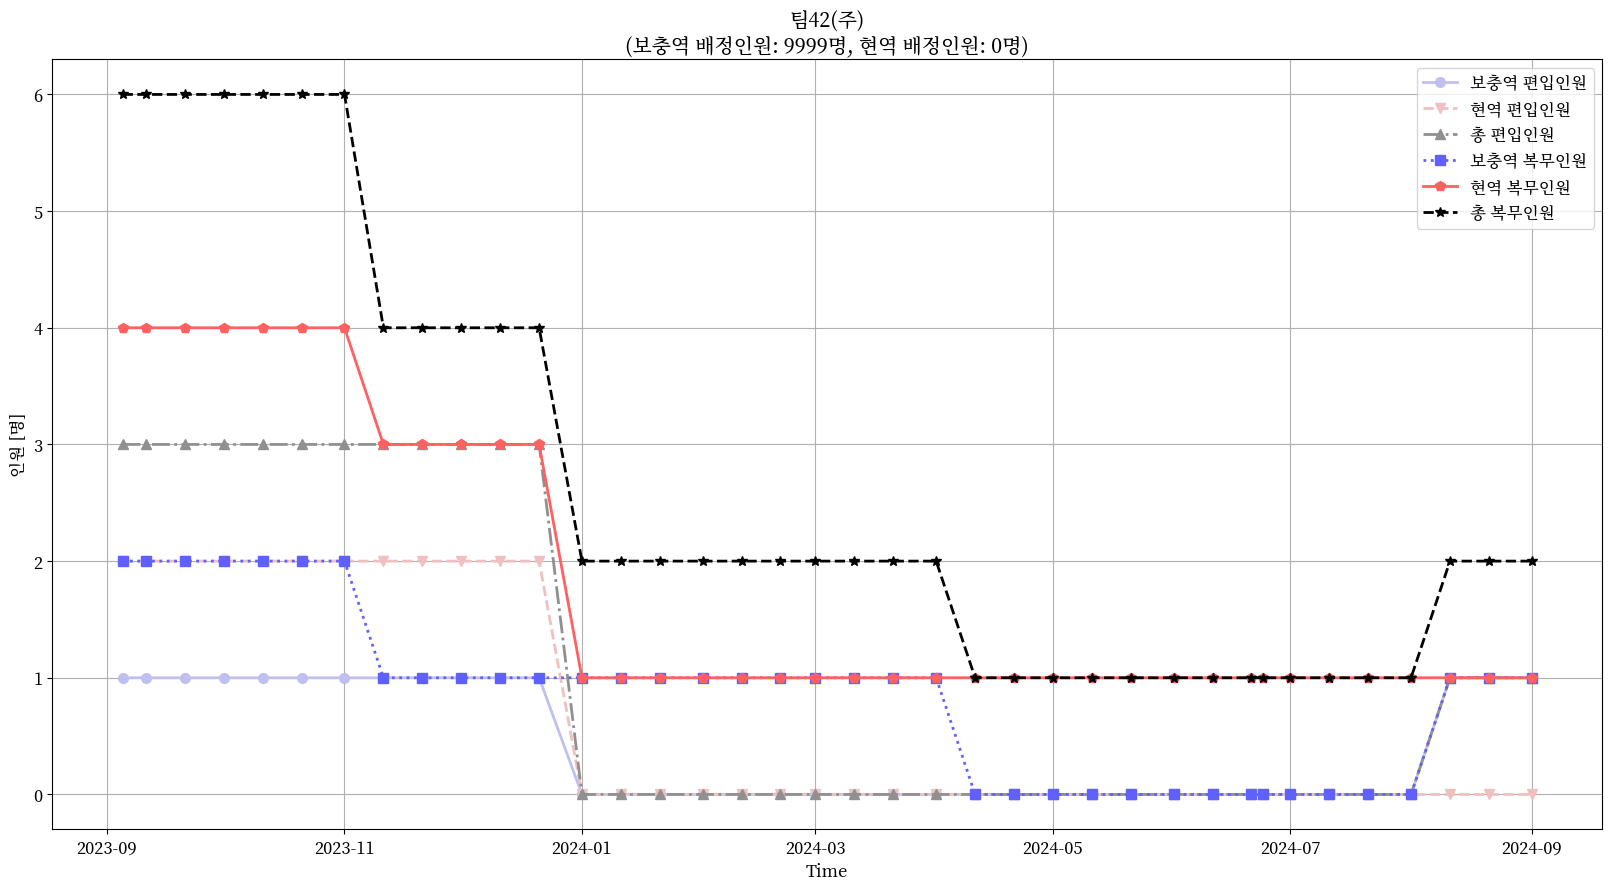 팀42(주)
(보충역 배정인원: 9999명, 현역 배정인원: 0명)
보충역 편입인원
현역 편입인원
총 편입인원
보충역 복무인원
현역 복무인원
총 복무인원
인원 [명]
6
5
4
3
2
1
0
2023-09
2023-11
2024-01
2024-03
2024-05
2024-07
2024-09
Time